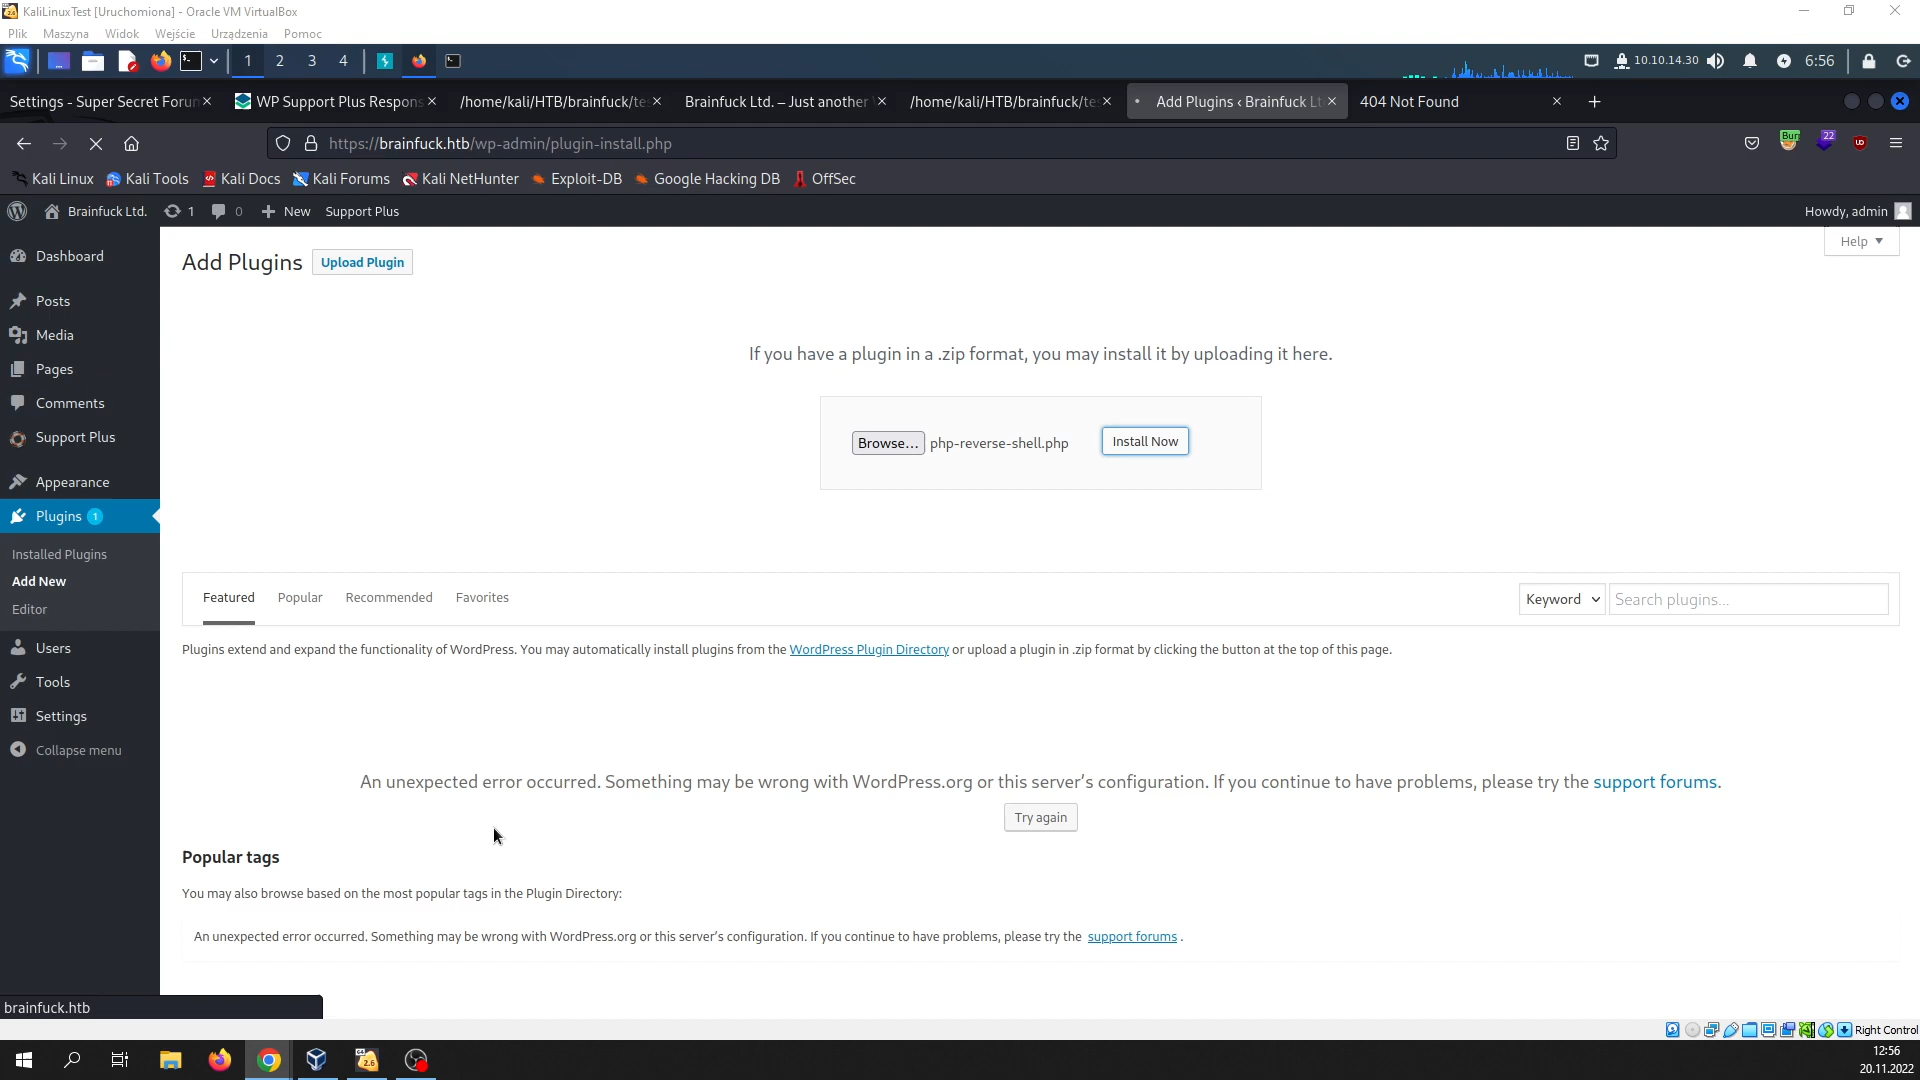 KaliLinuxTest [Uruchomiona] - Oracle VM VirtualBox
Plik Maszyna Widok Wejście Urządzenia Pomoc
1 2 3 4 10.10.14.30 6:56
Settings - Super Secret Forum WP Support Plus Respons /home/kali/HTB/brainfuck/te Brainfuck Ltd. – Just another /home/kali/HTB/brainfuck/te Add Plugins ‹ Brainfuck Lt 404 Not Found
https://brainfuck.htb/wp-admin/plugin-install.php Burp 22
Kali Linux Kali Tools Kali Docs Kali Forums Kali NetHunter Exploit-DB Google Hacking DB OffSec
Brainfuck Ltd. 1 0 New Support Plus Howdy, admin
Help
Add Plugins Upload Plugin
Dashboard
Posts
Media
Pages
Comments
Support Plus
Appearance
Plugins 1
Installed Plugins
Add New
Editor
Users
Tools
Settings
Collapse menu
If you have a plugin in a .zip format, you may install it by uploading it here.
Browse... php-reverse-shell.php Install Now
Featured Popular Recommended Favorites Keyword Search plugins...
Plugins extend and expand the functionality of WordPress. You may automatically install plugins from the WordPress Plugin Directory or upload a plugin in .zip format by clicking the button at the top of this page.
An unexpected error occurred. Something may be wrong with WordPress.org or this server’s configuration. If you continue to have problems, please try the support forums.
Try again
Popular tags
You may also browse based on the most popular tags in the Plugin Directory:
An unexpected error occurred. Something may be wrong with WordPress.org or this server’s configuration. If you continue to have problems, please try the support forums .
brainfuck.htb
Right Control
12:56
20.11.2022